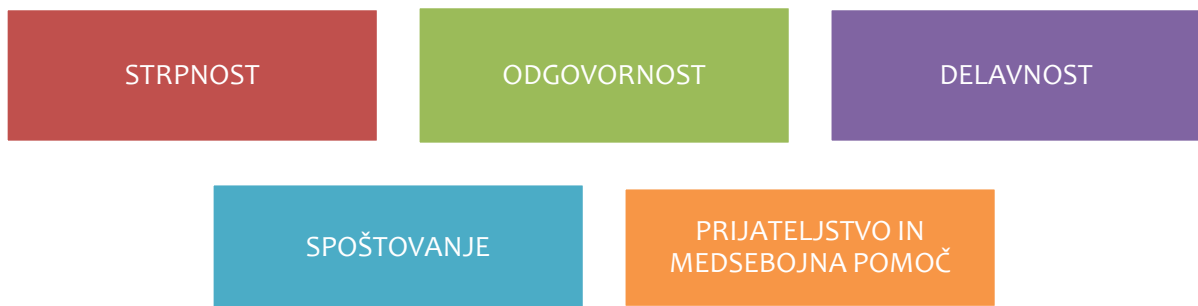 STRPNOST
ODGOVORNOST
DELAVNOST
SPOŠTOVANJE
PRIJATELJSTVO IN
MEDSEBOJNA POMOČ